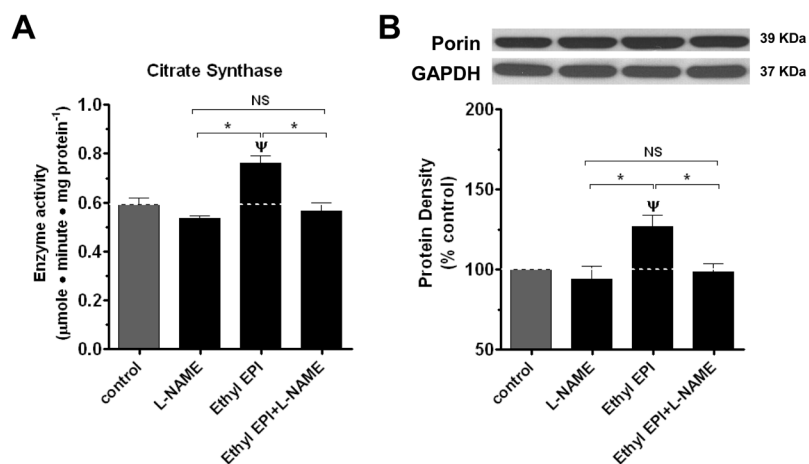 A
Citrate Synthase
Enzyme activity
(µmole • minute • mg protein⁻¹)
1.0
0.8
0.6
0.4
0.2
0.0
NS
* *
Ψ
control
L-NAME
Ethyl EPI
Ethyl EPI+L-NAME
B
Porin 39 KDa
GAPDH 37 KDa
Protein Density
(% control)
200
150
100
50
NS
* *
Ψ
control
L-NAME
Ethyl EPI
Ethyl EPI+L-NAME